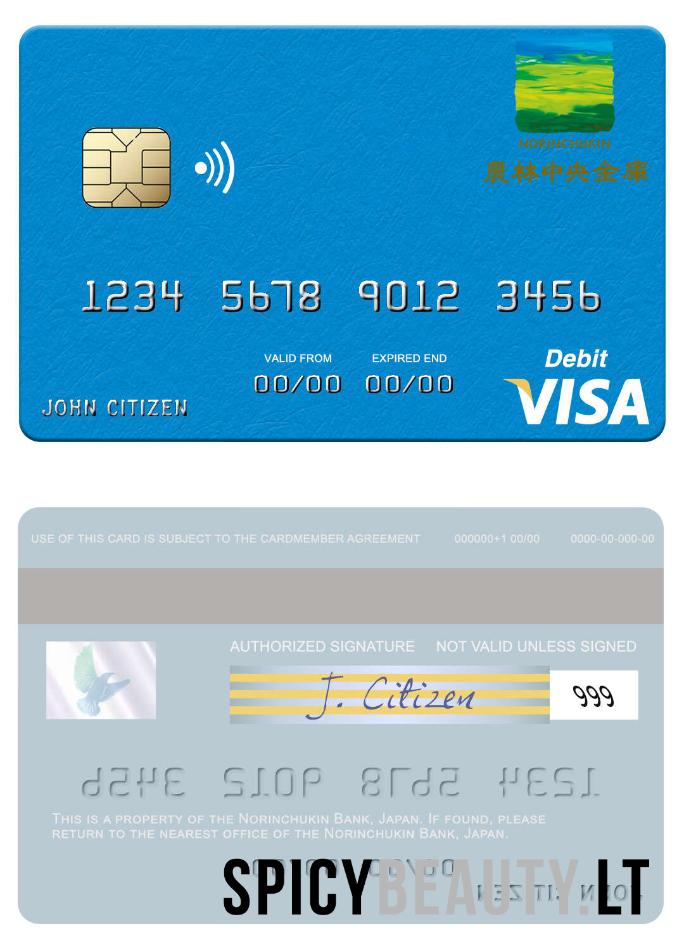 NORINCHUKIN
農林中央金庫
1234 5678 9012 3456
VALID FROM EXPIRED END
00/00 00/00
Debit
JOHN CITIZEN
VISA
USE OF THIS CARD IS SUBJECT TO THE CARDMEMBER AGREEMENT 000000+1 00/00 0000-00-000-00
AUTHORIZED SIGNATURE NOT VALID UNLESS SIGNED
J. Citizen 999
THIS IS A PROPERTY OF THE NORINCHUKIN BANK, JAPAN. IF FOUND, PLEASE
RETURN TO THE NEAREST OFFICE OF THE NORINCHUKIN BANK, JAPAN.
SPICYBEAUTY.LT